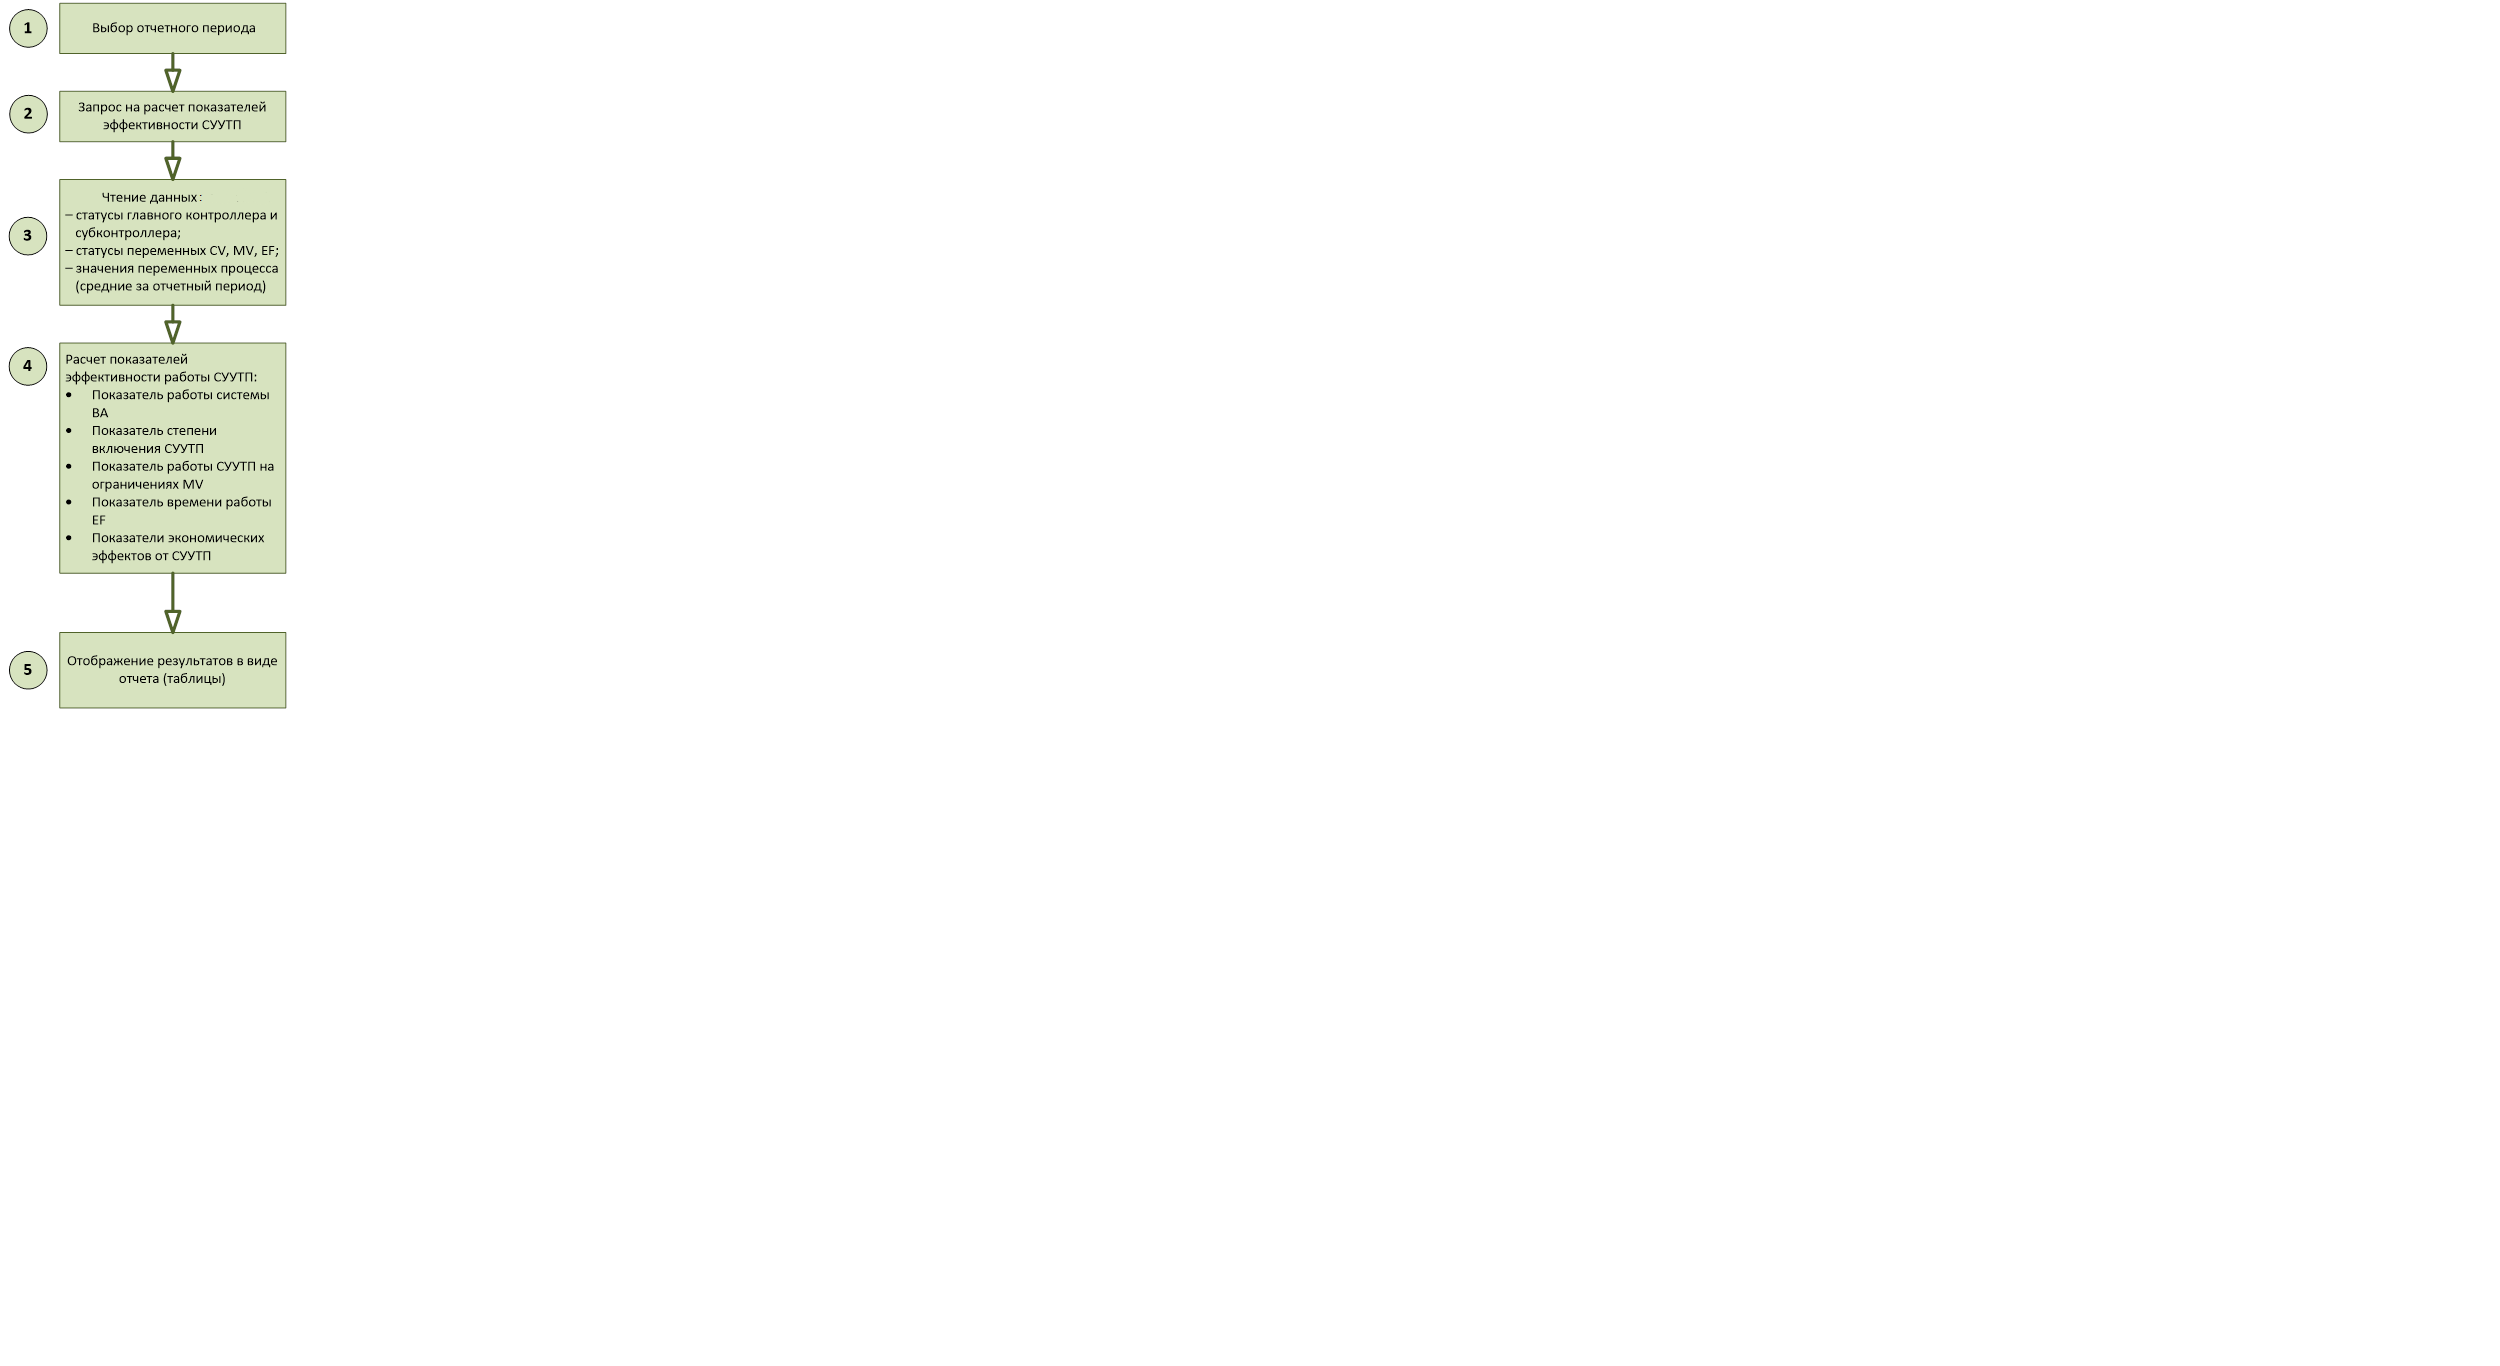 1
Выбор отчетного периода
2
Запрос на расчет показателей
эффективности СУУТП
3
Чтение данных:
– статусы главного контроллера и
субконтроллера;
– статусы переменных CV, MV, EF;
– значения переменных процесса
(средние за отчетный период)
4
Расчет показателей
эффективности работы СУУТП:
• Показатель работы системы
ВА
• Показатель степени
включения СУУТП
• Показатель работы СУУТП на
ограничениях MV
• Показатель времени работы
EF
• Показатели экономических
эффектов от СУУТП
5
Отображение результатов в виде
отчета (таблицы)